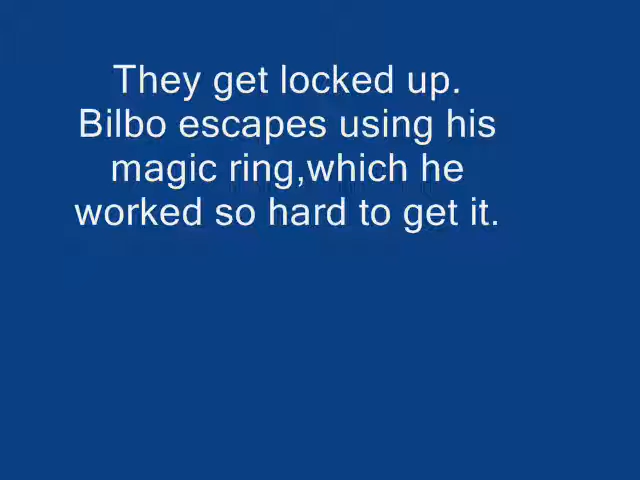 They get locked up.
Bilbo escapes using his
magic ring,which he
worked so hard to get it.